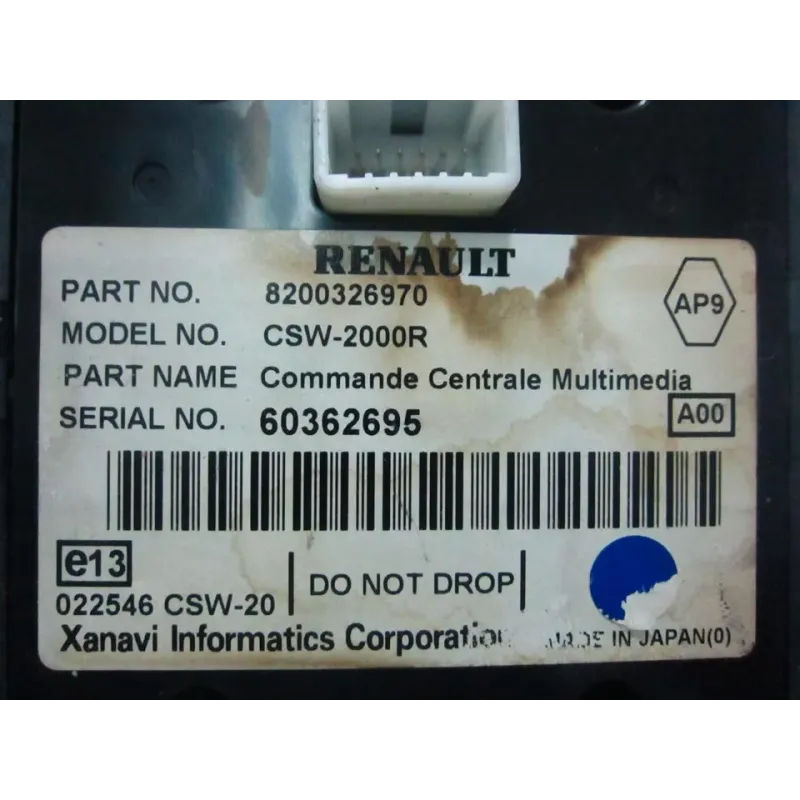 RENAULT
PART NO. 8200326970
AP9
MODEL NO. CSW-2000R
PART NAME Commande Centrale Multimedia
SERIAL NO. 60362695
A00
e13
DO NOT DROP
022546 CSW-20
Xanavi Informatics Corporation MADE IN JAPAN(0)